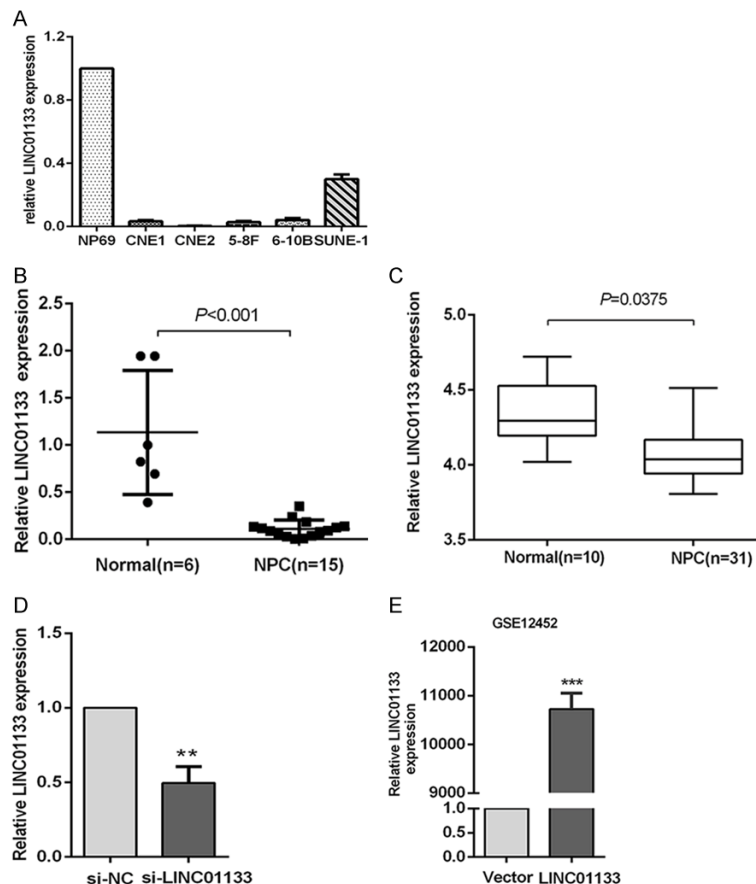 A
relative LINC01133 expression
1.2
0.8
0.4
0.0
NP69 CNE1 CNE2 5-8F 6-10B SUNE-1
B
Relative LINC01133 expression
2.5
2.0
1.5
1.0
0.5
0.0
P<0.001
Normal(n=6) NPC(n=15)
C
Relative LINC01133 expression
5.0
4.5
4.0
3.5
P=0.0375
Normal(n=10) NPC(n=31)
D
Relative LINC01133 expression
1.5
1.0
0.5
0.0
**
si-NC si-LINC01133
E
GSE12452
Relative LINC01133
expression
12000
11000
10000
9000
1.0
0.5
0.0
***
Vector LINC01133